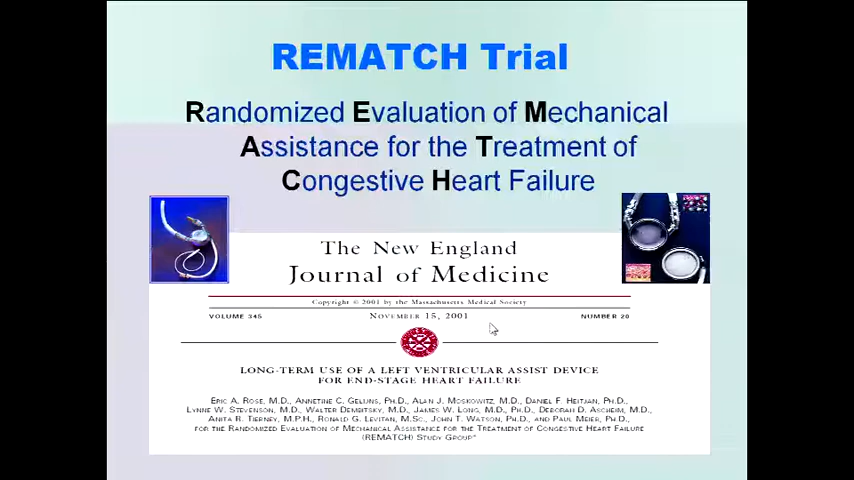 REMATCH Trial
Randomized Evaluation of Mechanical
Assistance for the Treatment of
Congestive Heart Failure
The New England
Journal of Medicine
Copyright © 2001 by the Massachusetts Medical Society
VOLUME 345
NOVEMBER 15, 2001
NUMBER 20
LONG-TERM USE OF A LEFT VENTRICULAR ASSIST DEVICE
FOR END-STAGE HEART FAILURE
ERIC A. ROSE, M.D., ANNETINE C. GELIJNS, PH.D., ALAN J. MOSKOWITZ, M.D., DANIEL F. HEITJAN, PH.D.,
LYNNE W. STEVENSON, M.D., WALTER DEMBITSKY, M.D., JAMES W. LONG, M.D., PH.D., DEBORAH D. ASCHEIM, M.D.,
ANITA R. TIERNEY, M.P.H., RONALD G. LEVITAN, M.SC., JOHN T. WATSON, PH.D., AND PAUL MEIER, PH.D.,
FOR THE RANDOMIZED EVALUATION OF MECHANICAL ASSISTANCE FOR THE TREATMENT OF CONGESTIVE HEART FAILURE
(REMATCH) STUDY GROUP*